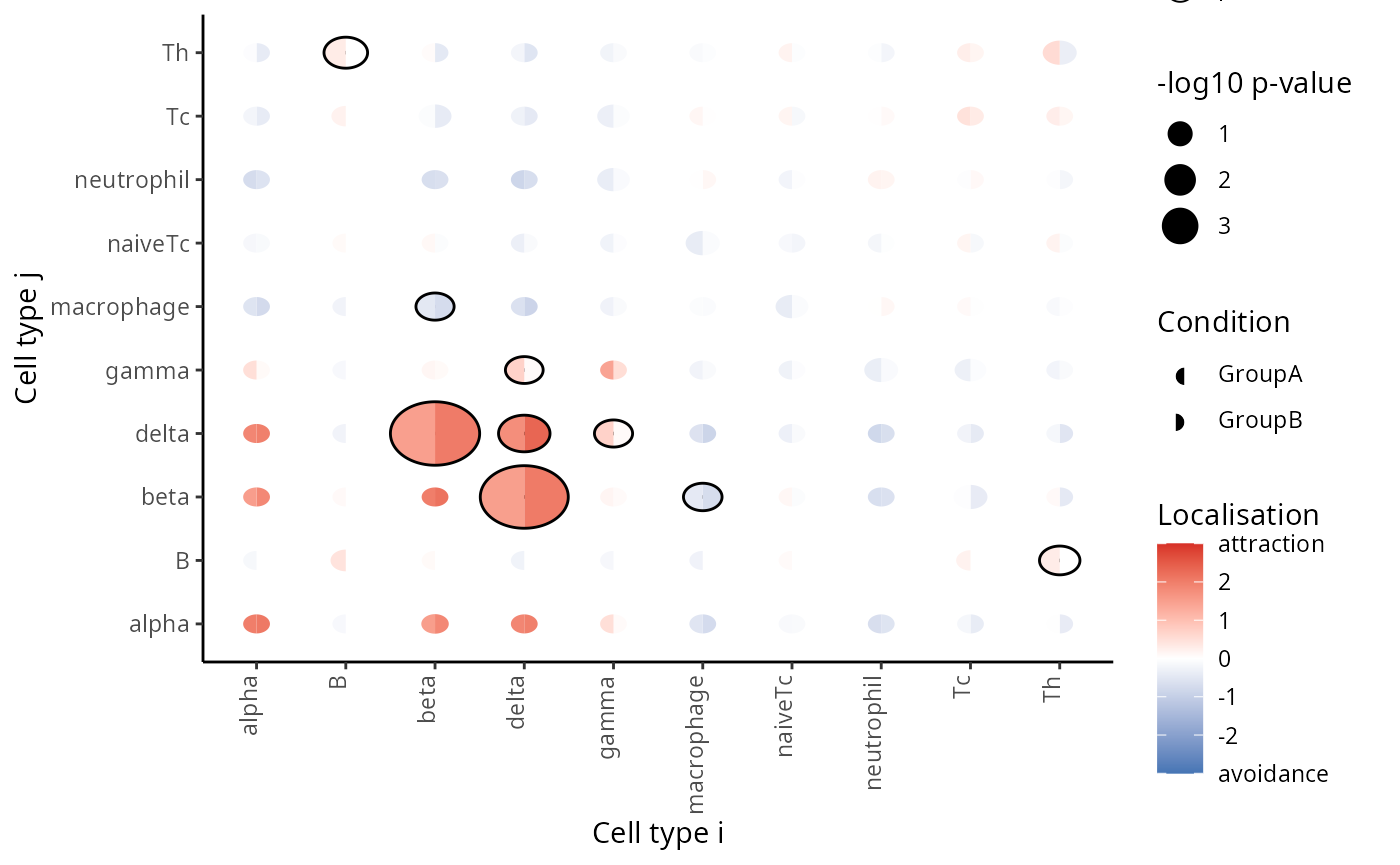 Cell type j
Th
Tc
neutrophil
naiveTc
macrophage
gamma
delta
beta
B
alpha
alpha
B
beta
delta
gamma
macrophage
naiveTc
neutrophil
Tc
Th
Cell type i
-log10 p-value
1
2
3
Condition
GroupA
GroupB
Localisation
attraction
2
1
0
-1
-2
avoidance